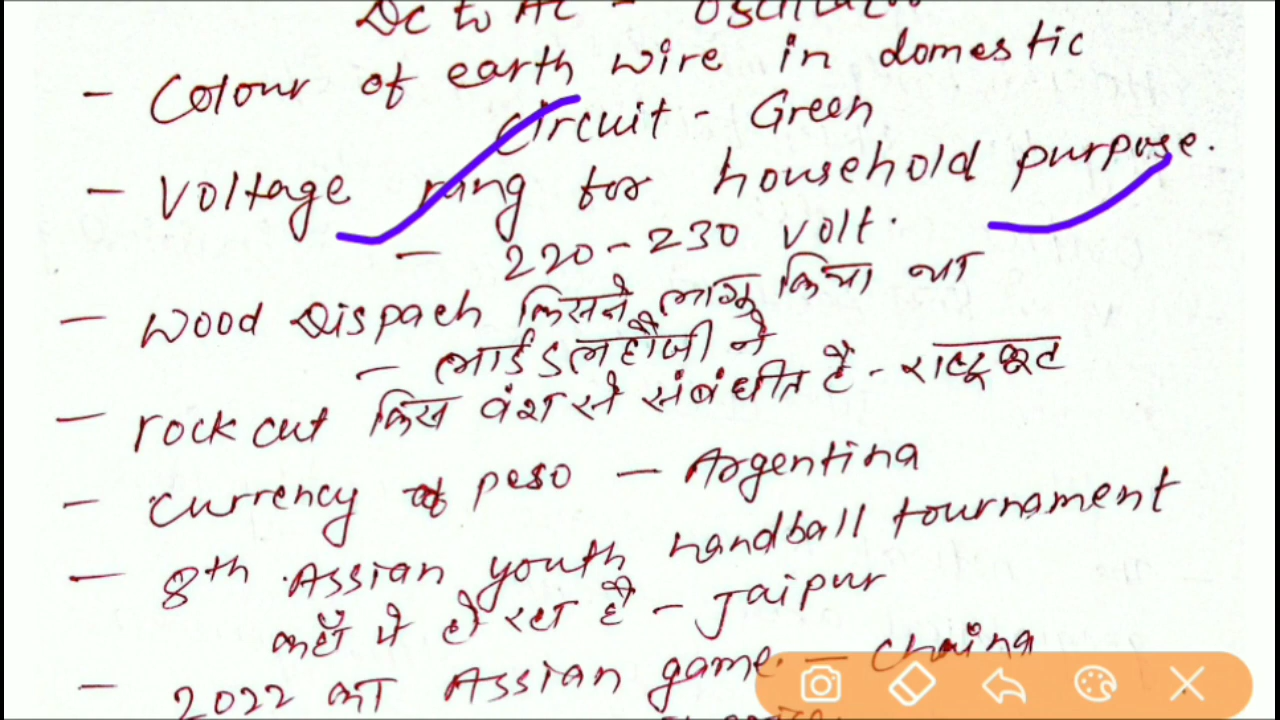 DC to AC - Oscillator
- Colour of earth wire in domestic
circuit - Green
- Voltage rang for household purpose.
- 220-230 volt.
- Wood Dispach किसने लागू किया था
- लार्ड डलहौजी ने
- rock cut किस वंश से संबंधीत है - राष्ट्रकूट
- Currency of peso - Argentina
- 8th Assian youth handball tournament
कहाँ पे हो रहा है - Jaipur
- 2022 का Assian game - Chaina